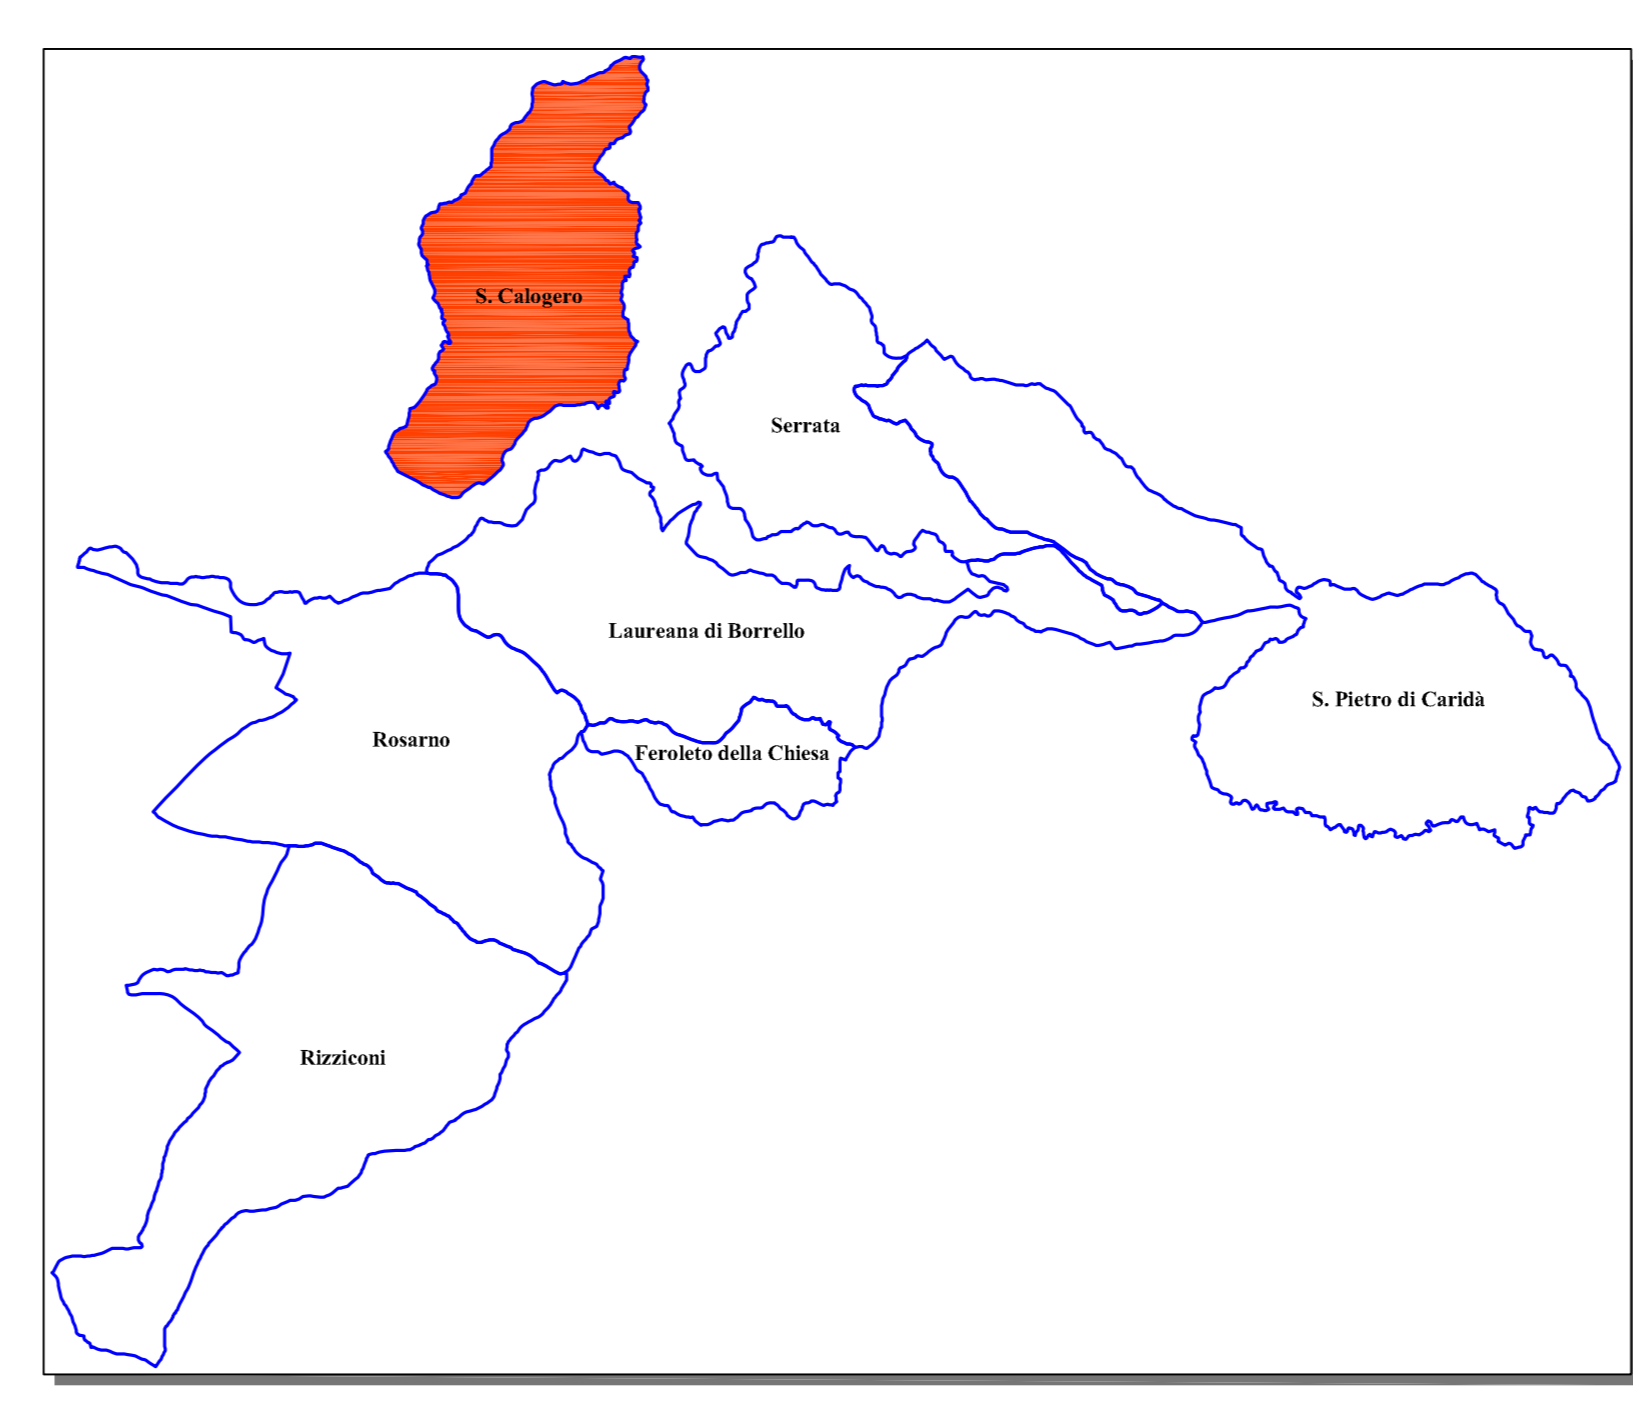 S. Calogero
Serrata
Laureana di Borrello
S. Pietro di Caridà
Rosarno
Feroleto della Chiesa
Rizziconi